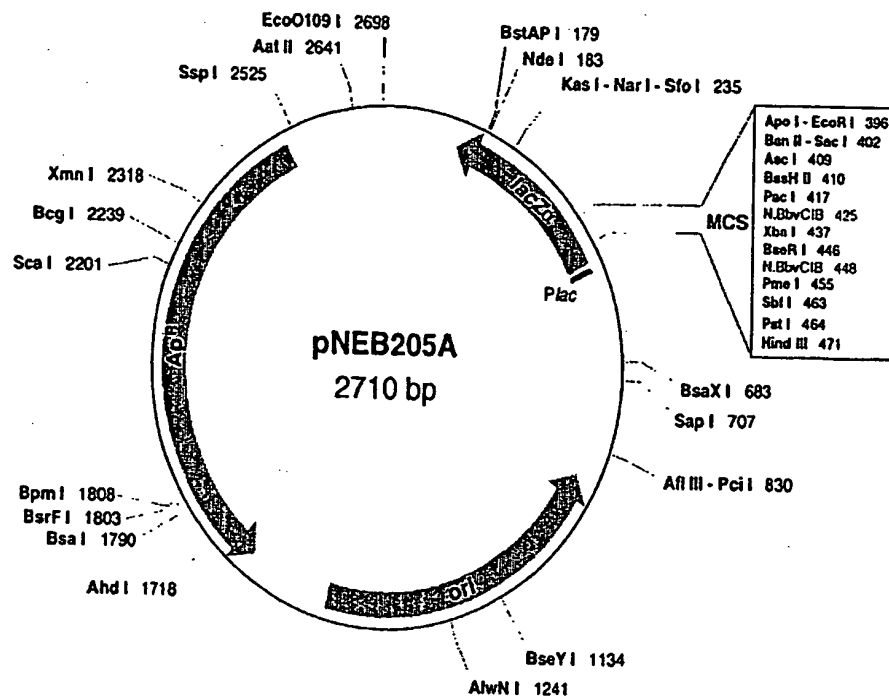 EcoO109 I 2698
Aat II 2641
Ssp I 2525
BstAP I 179
Nde I 183
Kas I - Nar I - Sfo I 235
Apo I - EcoR I 396
Ban II - Sac I 402
Asc I 409
BssH II 410
Pac I 417
N.BbvCIB 425
Xba I 437
BseR I 446
N.BbvCIB 448
Pme I 455
Sbf I 463
Pst I 464
Hind III 471
MCS
lacZα
Plac
Xmn I 2318
Bcg I 2239
Sca I 2201
ApR
pNEB205A
2710 bp
BsaX I 683
Sap I 707
Afl III - Pci I 830
Bpm I 1808
BsrF I 1803
Bsa I 1790
Ahd I 1718
ori
BseY I 1134
AlwN I 1241